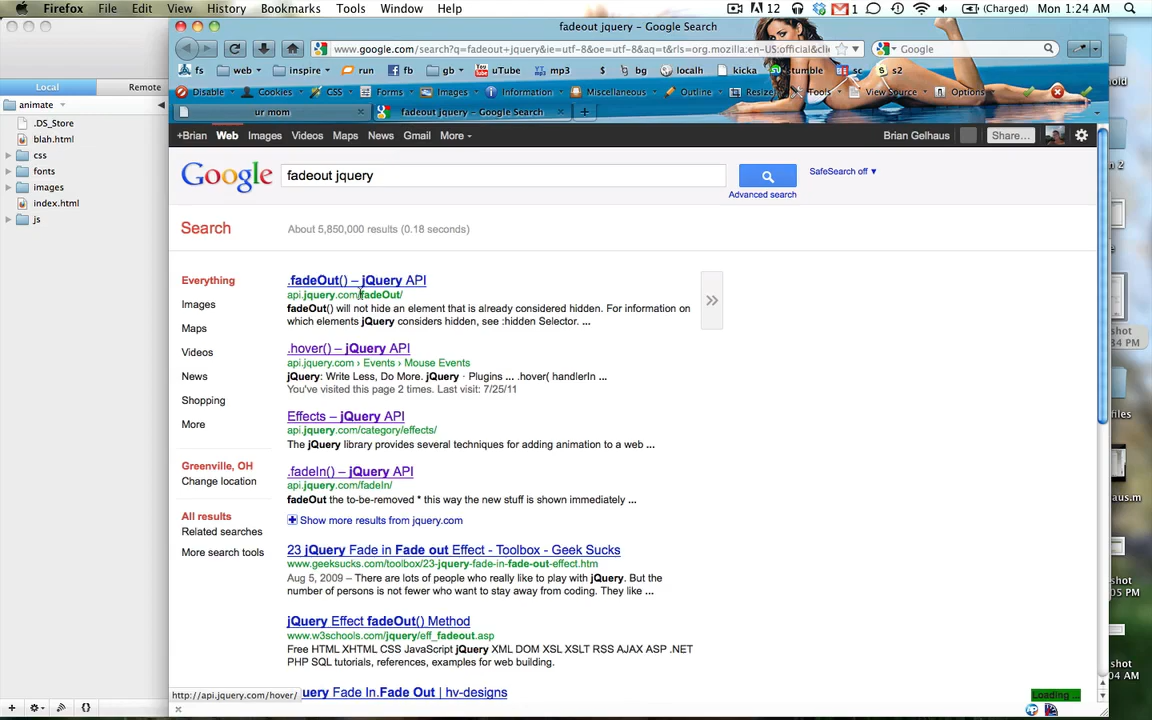 Firefox File Edit View History Bookmarks Tools Window Help
12
1
(Charged) Mon 1:24 AM
fadeout jquery - Google Search
www.google.com/search?q=fadeout+jquery&ie=utf-8&oe=utf-8&aq=t&rls=org.mozilla:en-US:official&clie
Google
fs web inspire run fb gb uTube mp3 $ bg localh kicka stumble sc s2
Disable Cookies CSS Forms Images Information Miscellaneous Outline Resize Tools View Source Options
Local Remote
ur mom
fadeout jquery - Google Search
animate
.DS_Store
blah.html
css
fonts
images
index.html
js
+Brian Web Images Videos Maps News Gmail More
Brian Gelhaus
Share...
Google
fadeout jquery
SafeSearch off ▼
Advanced search
Search
About 5,850,000 results (0.18 seconds)
Everything
Images
Maps
Videos
News
Shopping
More
Greenville, OH
Change location
All results
Related searches
More search tools
.fadeOut() – jQuery API
api.jquery.com/fadeOut/
fadeOut() will not hide an element that is already considered hidden. For information on
which elements jQuery considers hidden, see :hidden Selector. ...
.hover() – jQuery API
api.jquery.com › Events › Mouse Events
jQuery: Write Less, Do More. jQuery · Plugins ... .hover( handlerIn ...
You've visited this page 2 times. Last visit: 7/25/11
Effects – jQuery API
api.jquery.com/category/effects/
The jQuery library provides several techniques for adding animation to a web ...
.fadeIn() – jQuery API
api.jquery.com/fadeIn/
fadeOut the to-be-removed * this way the new stuff is shown immediately ...
Show more results from jquery.com
23 jQuery Fade in Fade out Effect - Toolbox - Geek Sucks
www.geeksucks.com/toolbox/23-jquery-fade-in-fade-out-effect.htm
Aug 5, 2009 – There are lots of people who really like to play with jQuery. But the
number of persons is not fewer who want to stay away from coding. They like ...
jQuery Effect fadeOut() Method
www.w3schools.com/jquery/eff_fadeout.asp
Free HTML XHTML CSS JavaScript jQuery XML DOM XSL XSLT RSS AJAX ASP .NET
PHP SQL tutorials, references, examples for web building.
uery Fade In.Fade Out | hv-designs
http://api.jquery.com/hover/
Loading ...